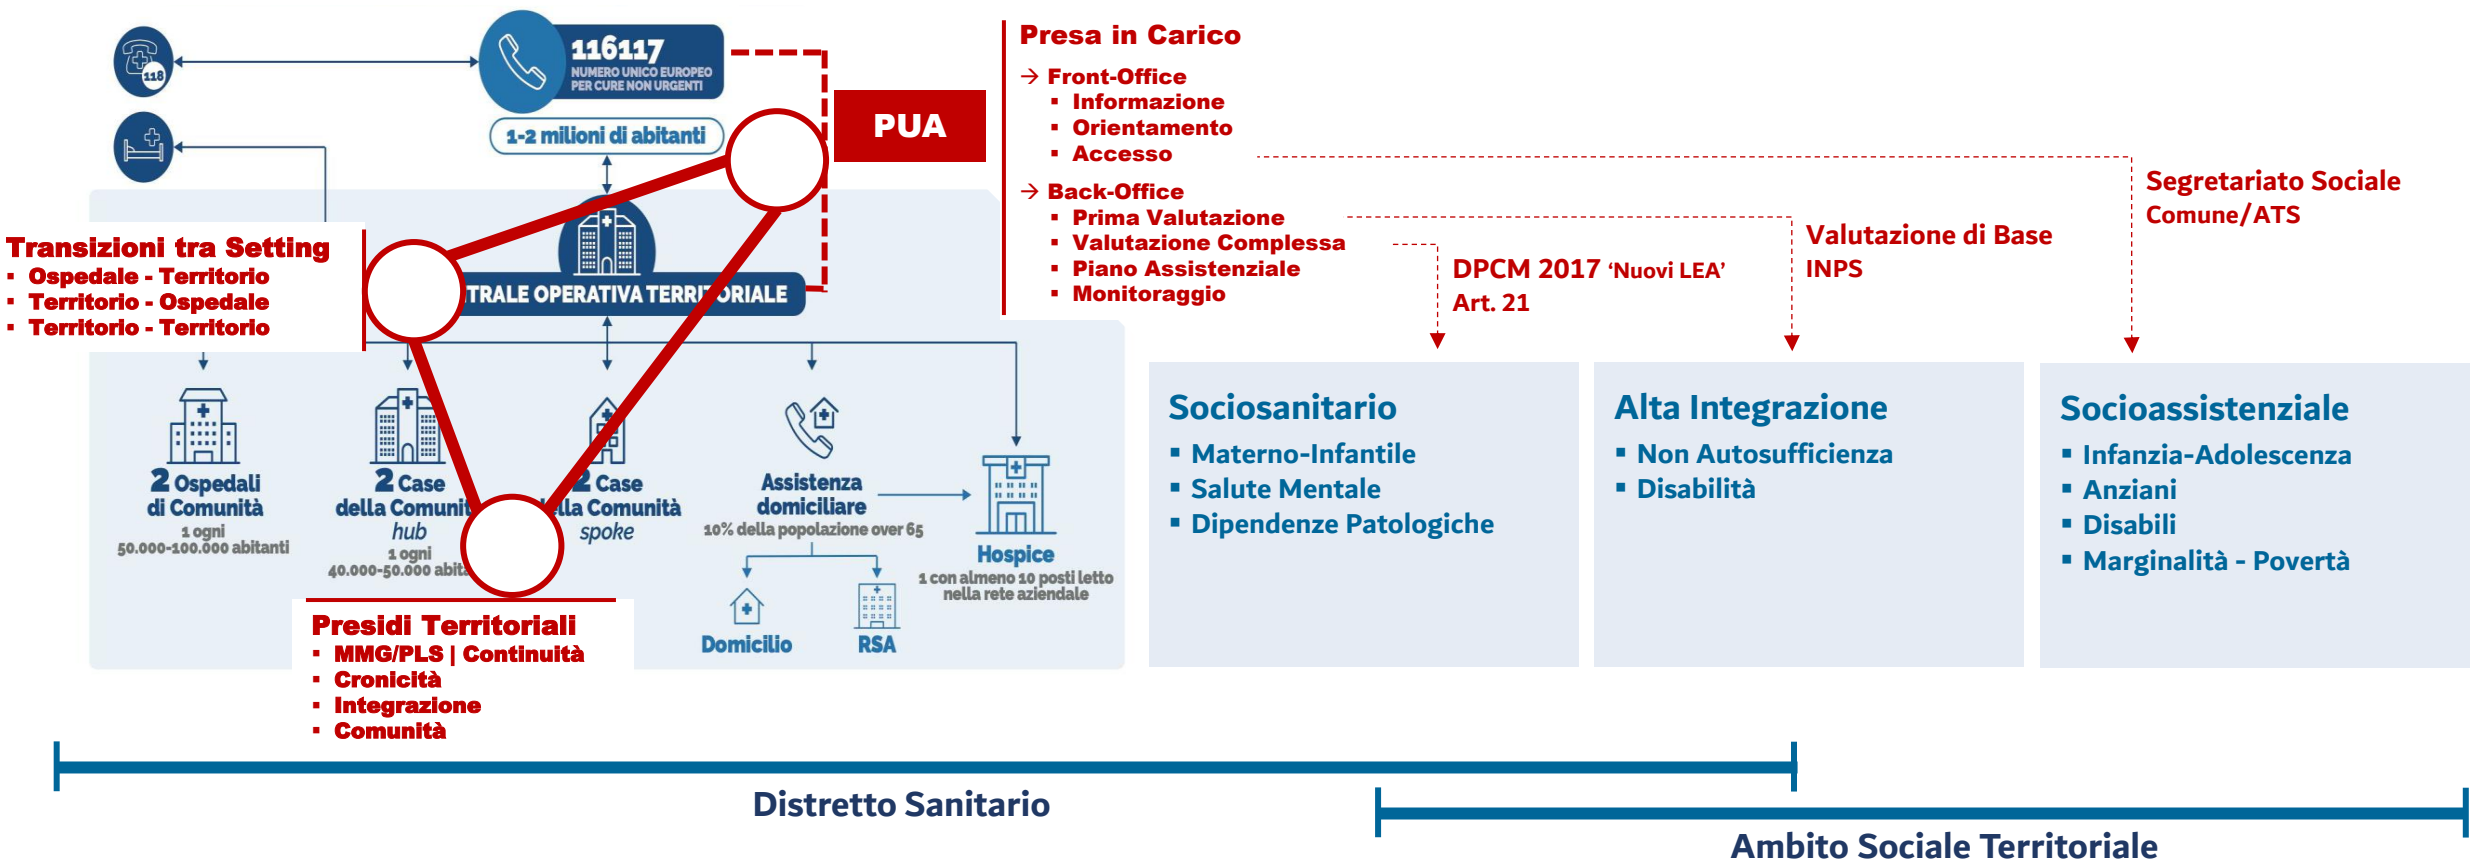 118
116117
NUMERO UNICO EUROPEO
PER CURE NON URGENTI
1-2 milioni di abitanti
PUA
Presa in Carico
→ Front-Office
▪ Informazione
▪ Orientamento
▪ Accesso
→ Back-Office
▪ Prima Valutazione
▪ Valutazione Complessa
▪ Piano Assistenziale
▪ Monitoraggio
Segretariato Sociale
Comune/ATS
Valutazione di Base
INPS
DPCM 2017 ‘Nuovi LEA’
Art. 21
Transizioni tra Setting
▪ Ospedale - Territorio
▪ Territorio - Ospedale
▪ Territorio - Territorio
TRALE OPERATIVA TERRITORIALE
2 Ospedali
di Comunità
1 ogni
50.000-100.000 abitanti
2 Case
della Comunit
hub
1 ogni
40.000-50.000 abita
2 Case
lla Comunità
spoke
Assistenza
domiciliare
10% della popolazione over 65
Domicilio
RSA
Hospice
1 con almeno 10 posti letto
nella rete aziendale
Presidi Territoriali
▪ MMG/PLS | Continuità
▪ Cronicità
▪ Integrazione
▪ Comunità
Sociosanitario
▪ Materno-Infantile
▪ Salute Mentale
▪ Dipendenze Patologiche
Alta Integrazione
▪ Non Autosufficienza
▪ Disabilità
Socioassistenziale
▪ Infanzia-Adolescenza
▪ Anziani
▪ Disabili
▪ Marginalità - Povertà
Distretto Sanitario
Ambito Sociale Territoriale